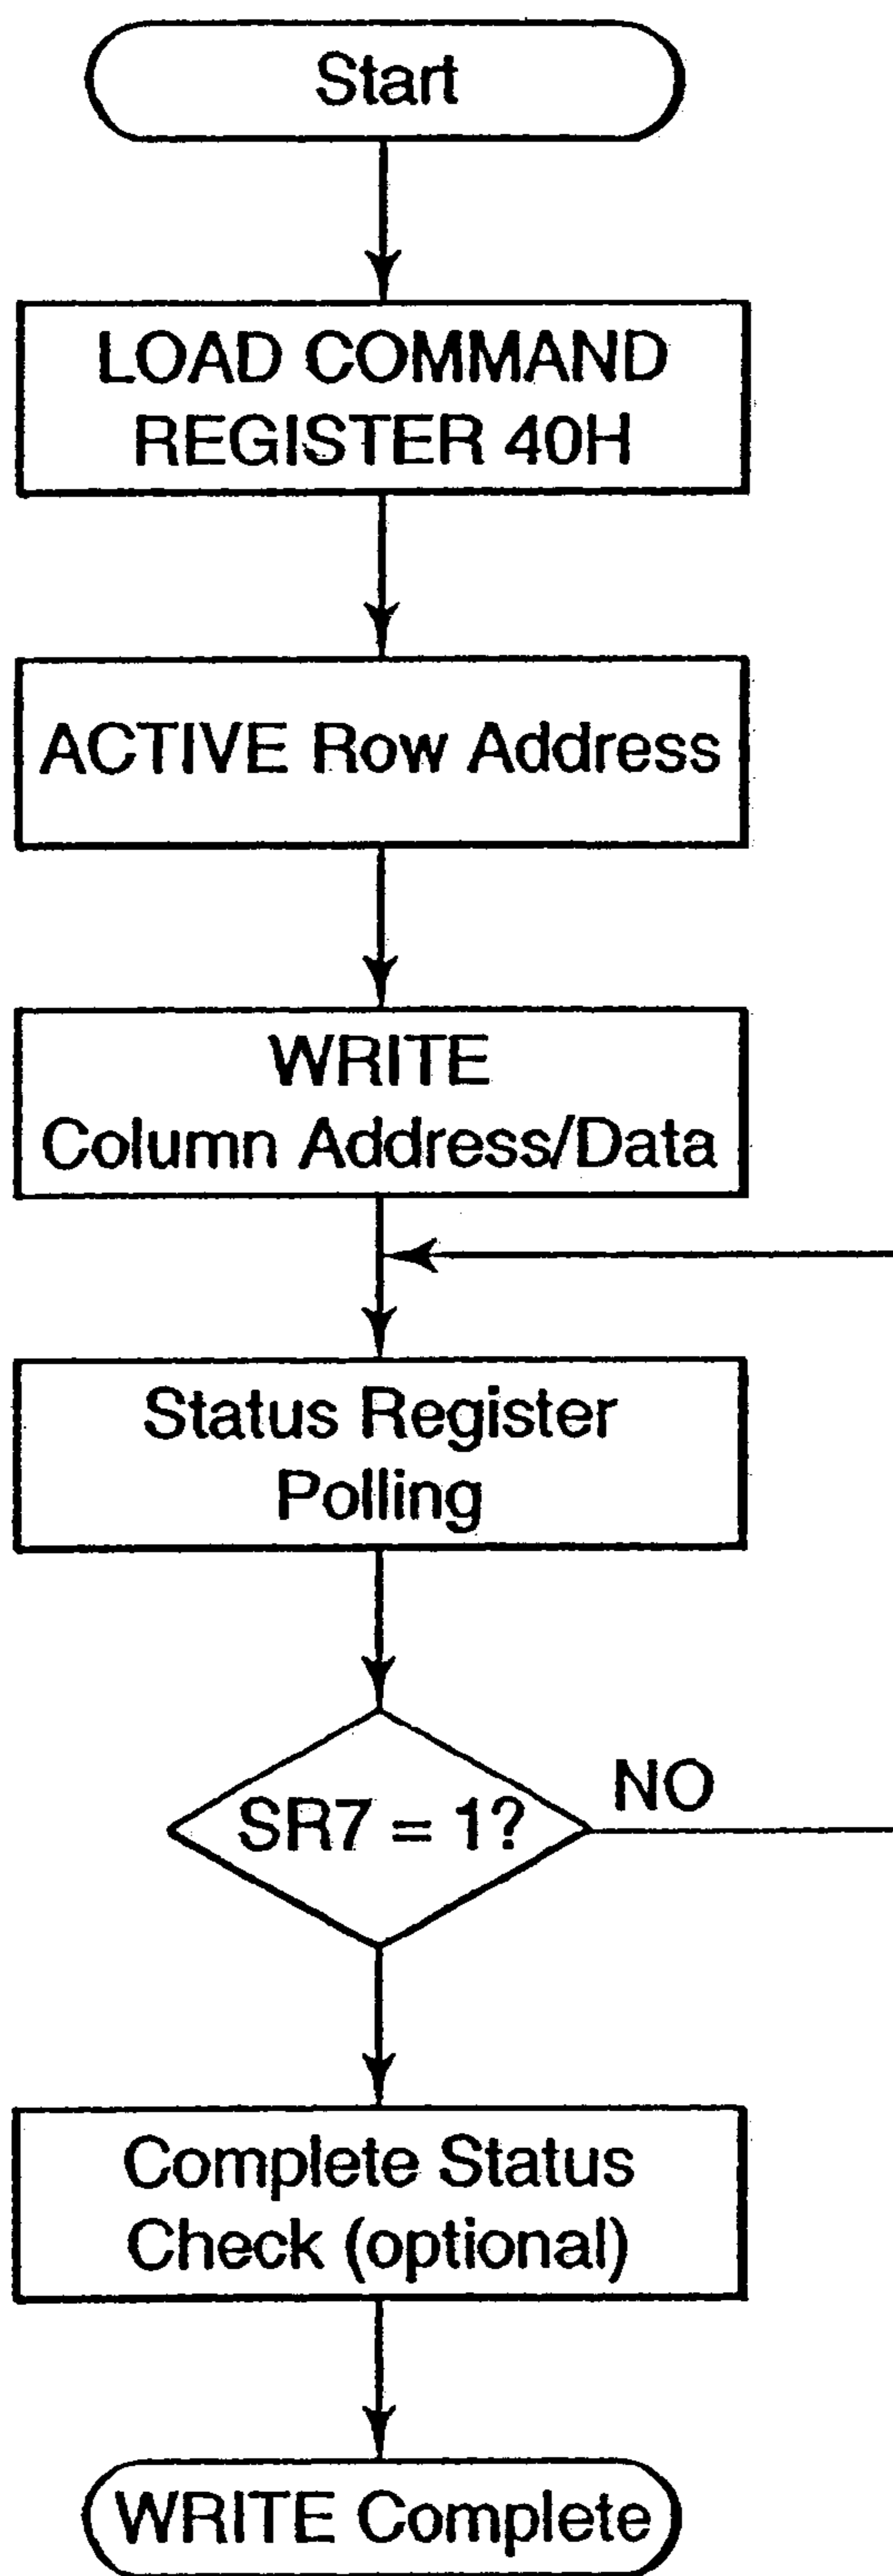 Start
LOAD COMMAND
REGISTER 40H
ACTIVE Row Address
WRITE
Column Address/Data
Status Register
Polling
SR7 = 1?
NO
Complete Status
Check (optional)
WRITE Complete